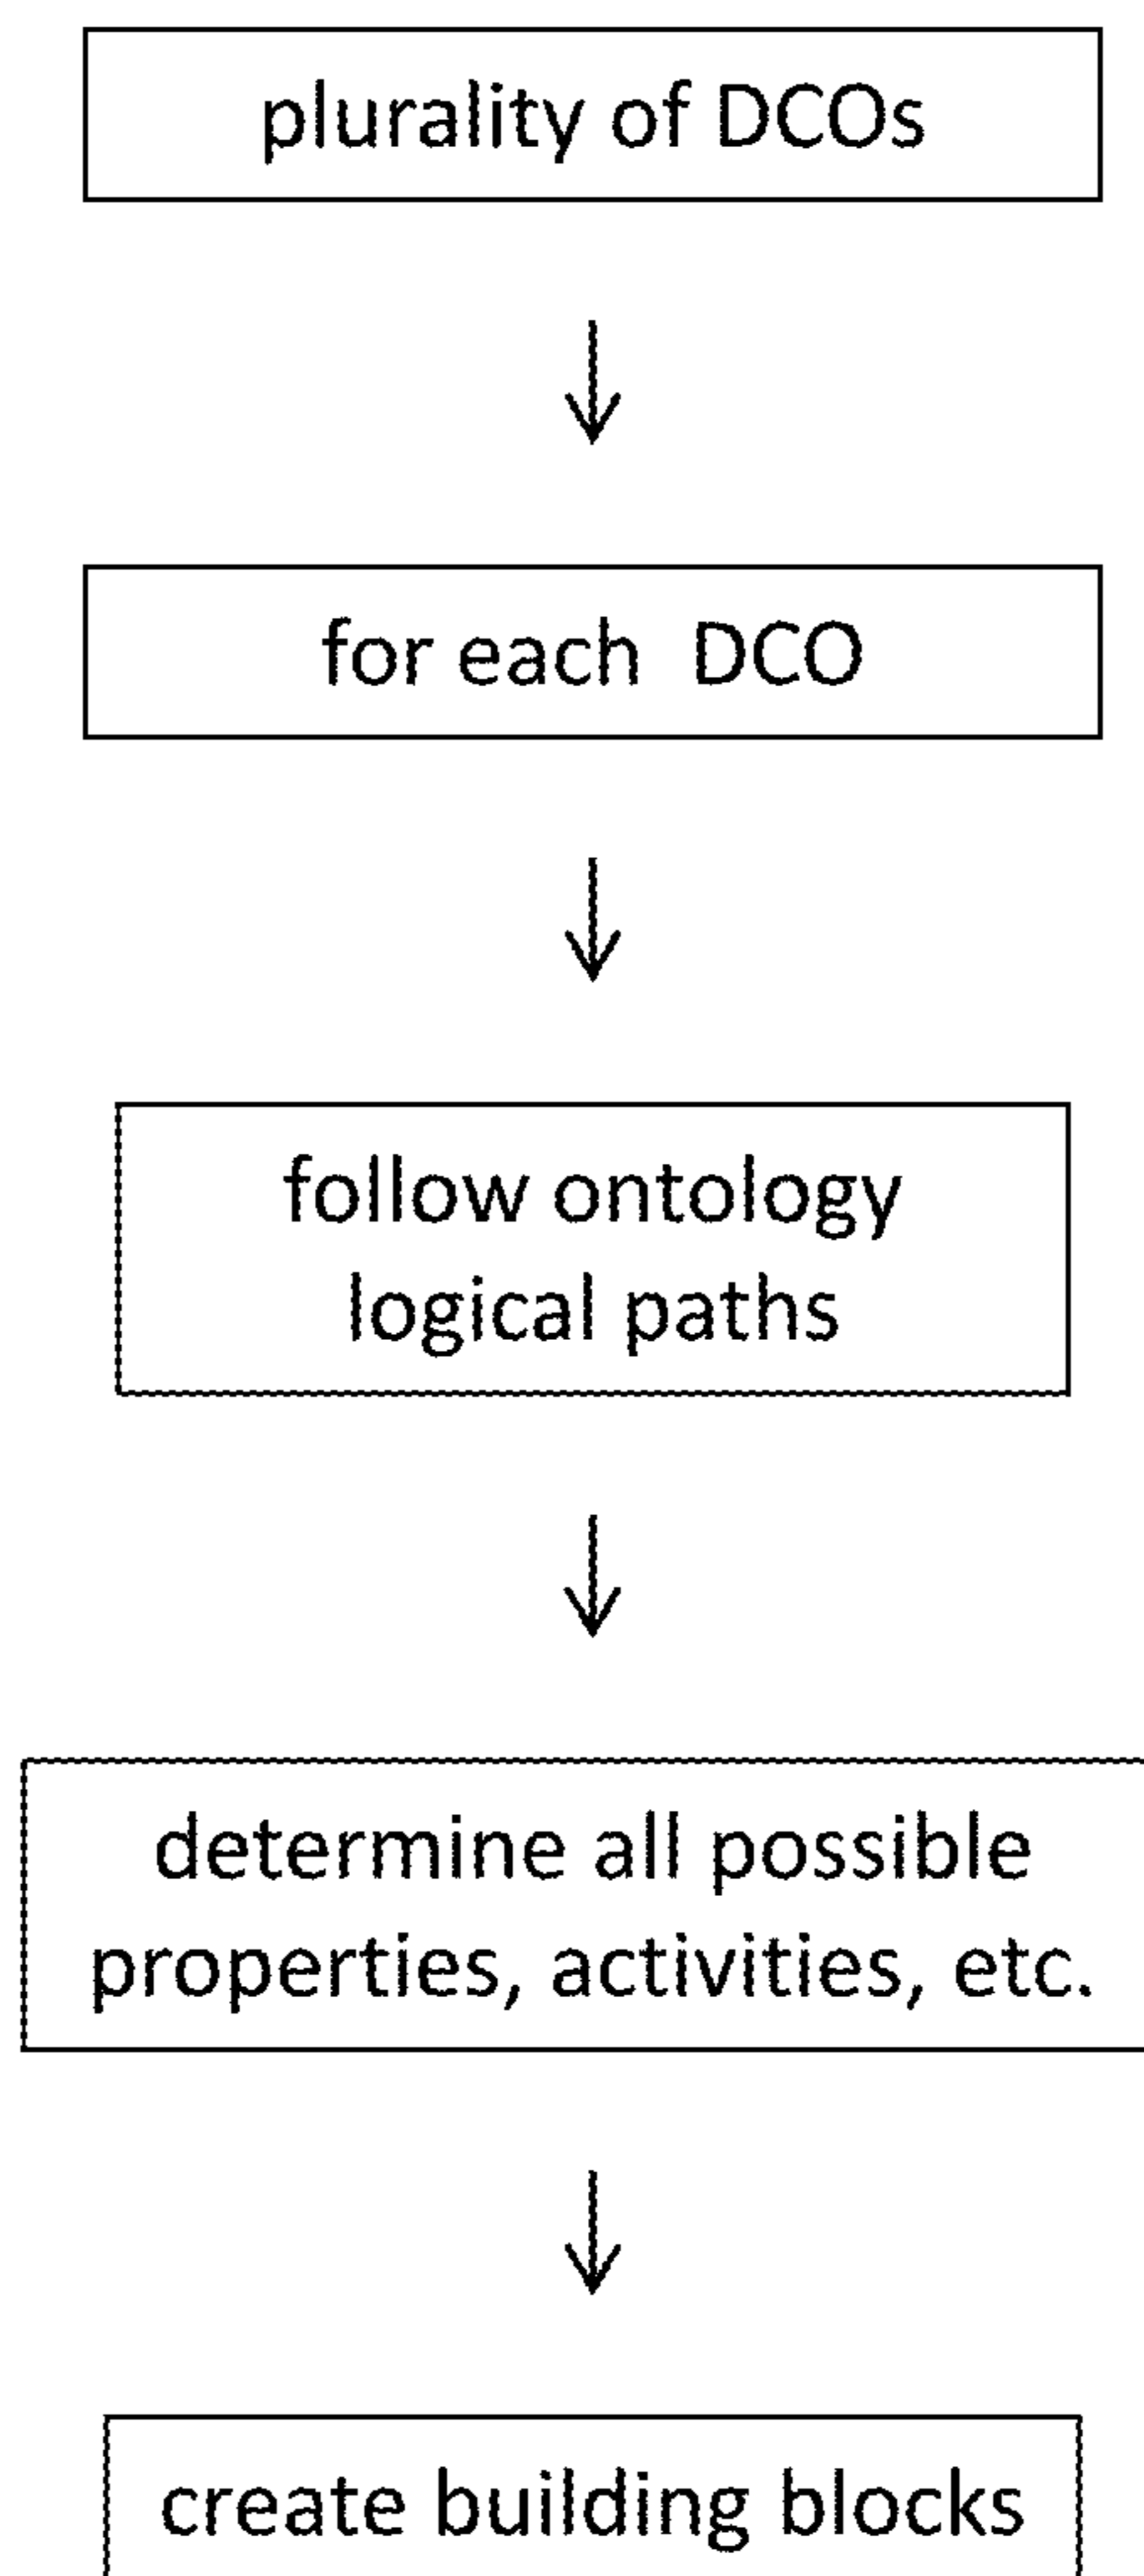 plurality of DCOs
for each DCO
follow ontology
logical paths
determine all possible
properties, activities, etc.
create building blocks